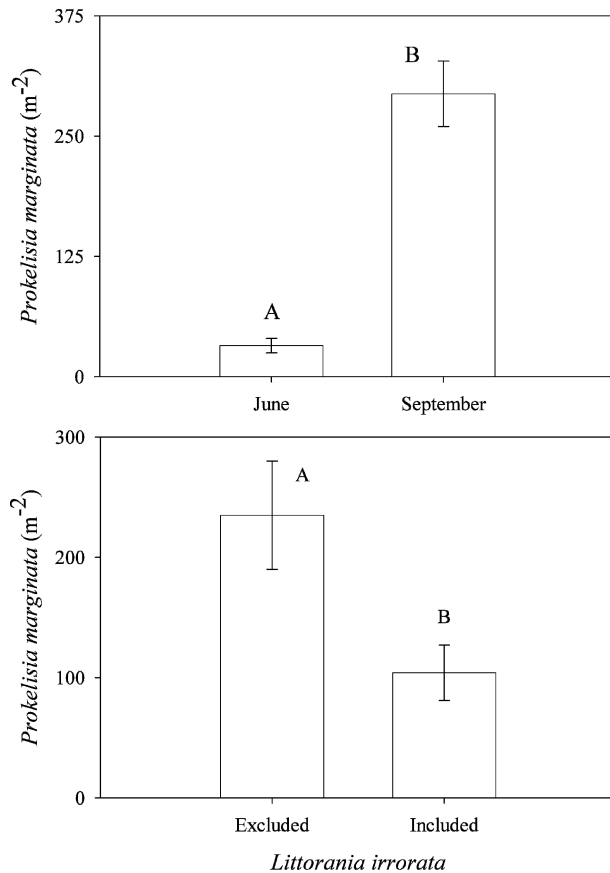 375
B
250
Prokelisia marginata (m-2)
125
A
0
June September
300
A
200
Prokelisia marginata (m-2)
B
100
0
Excluded Included
Littorania irrorata